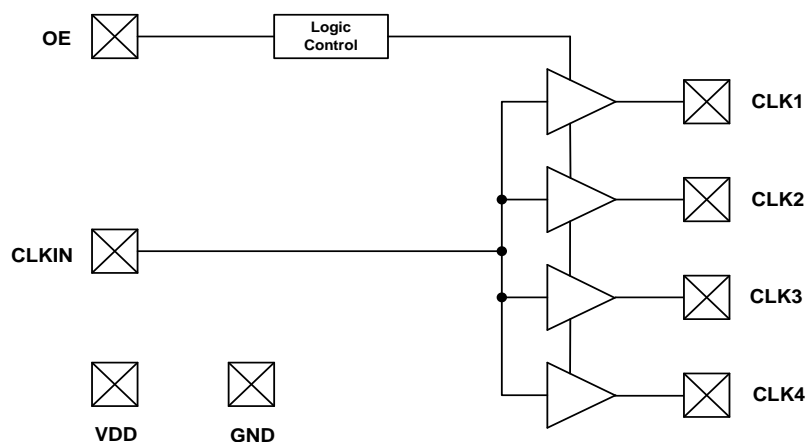 OE
Logic
Control
CLK1
CLK2
CLKIN
CLK3
CLK4
VDD
GND